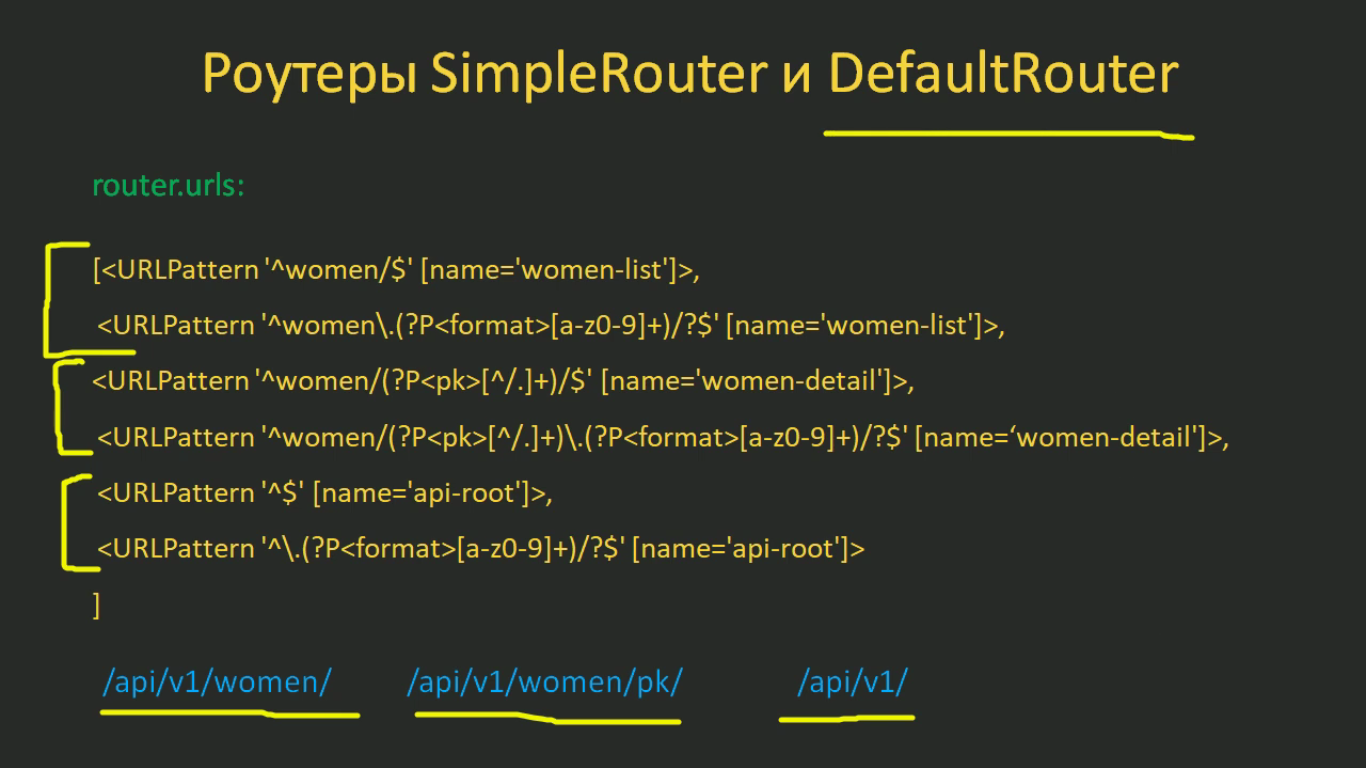 Роутеры SimpleRouter и DefaultRouter
router.urls:
[<URLPattern '^women/$' [name='women-list']>,
<URLPattern '^women\.(?P<format>[a-z0-9]+)/?$' [name='women-list']>,
<URLPattern '^women/(?P<pk>[^/.]+)/$' [name='women-detail']>,
<URLPattern '^women/(?P<pk>[^/.]+)\.(?P<format>[a-z0-9]+)/?$' [name=‘women-detail']>,
<URLPattern '^$' [name='api-root']>,
<URLPattern '^\.(?P<format>[a-z0-9]+)/?$' [name='api-root']>
]
/api/v1/women/ /api/v1/women/pk/ /api/v1/